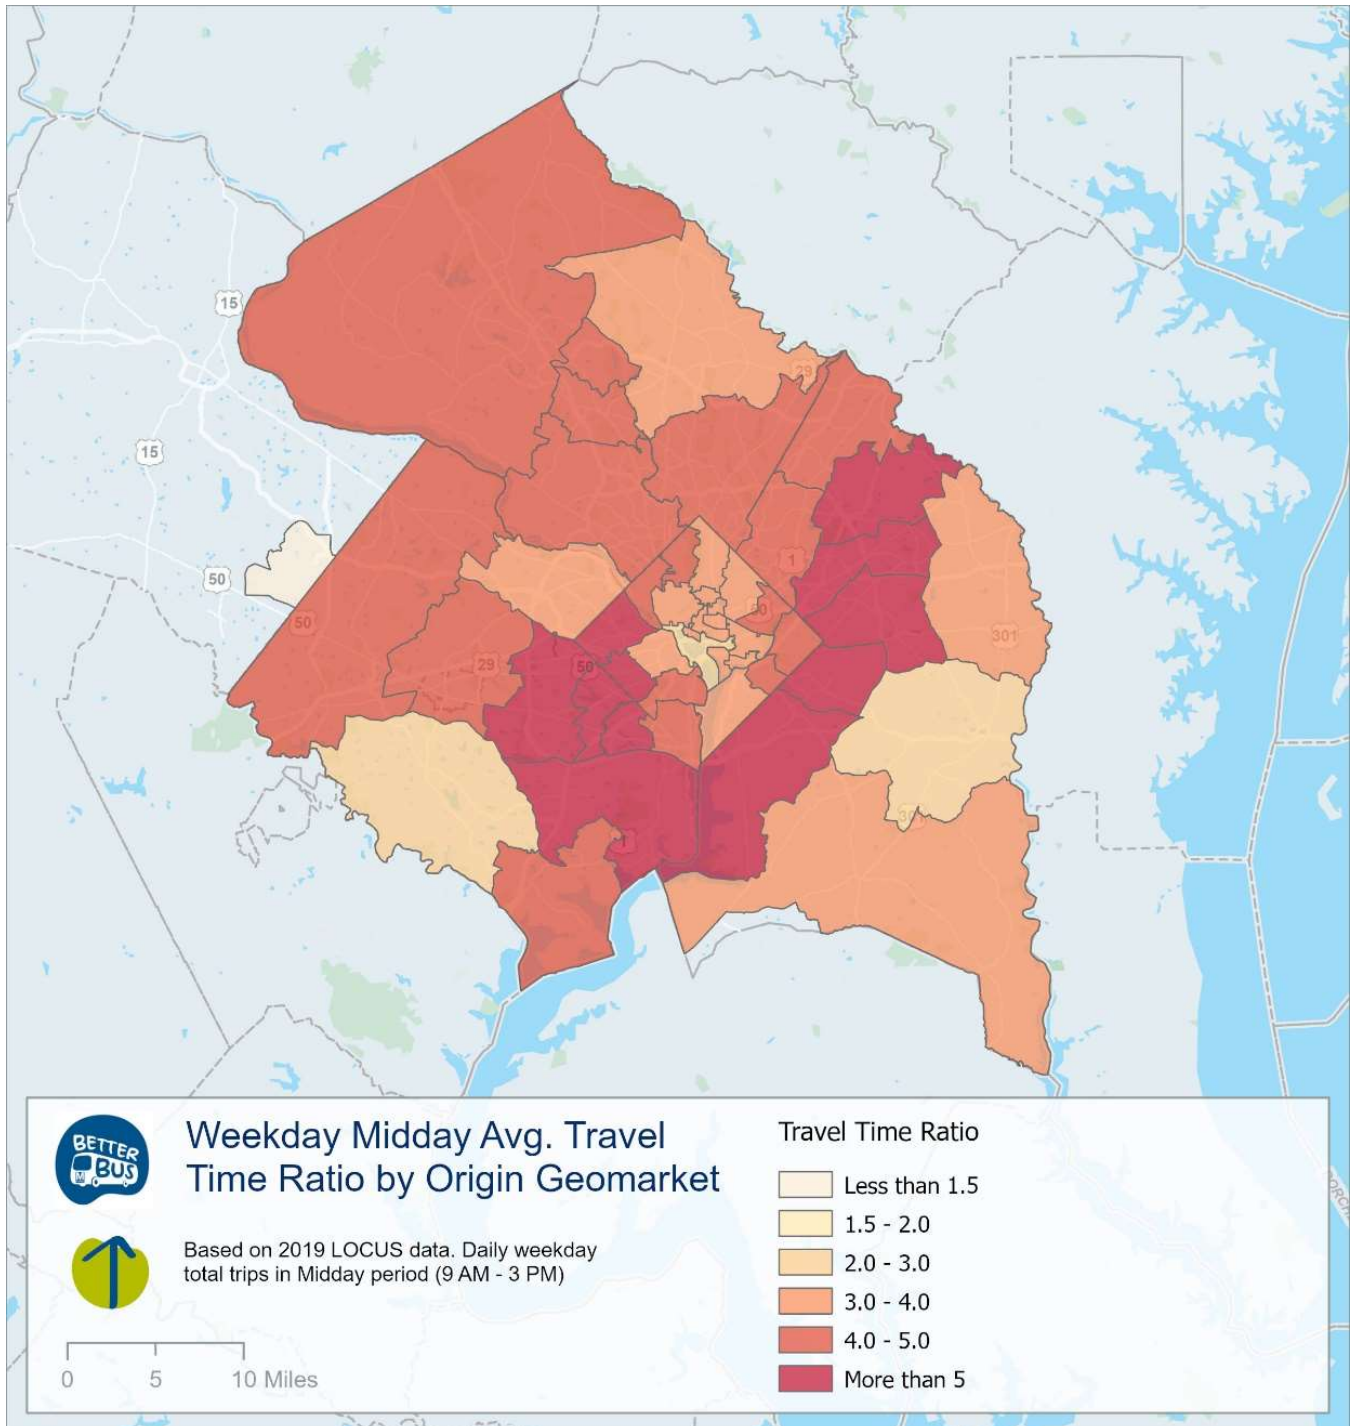 15
29
15
1
50
50
50
301
29
50
301
1
BETTER
BUS
M
Weekday Midday Avg. Travel
Time Ratio by Origin Geomarket
Based on 2019 LOCUS data. Daily weekday
total trips in Midday period (9 AM - 3 PM)
0 5 10 Miles
Travel Time Ratio
Less than 1.5
1.5 - 2.0
2.0 - 3.0
3.0 - 4.0
4.0 - 5.0
More than 5